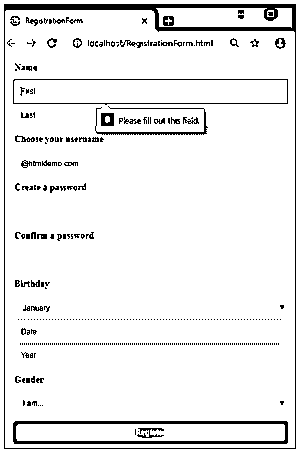 RegistrationForm
localhost/RegistrationForm.html
Name
First
Last
Please fill out this field.
Choose your username
@htmldemo.com
Create a password
Confirm a password
Birthday
January
Date
Year
Gender
I am...
Register